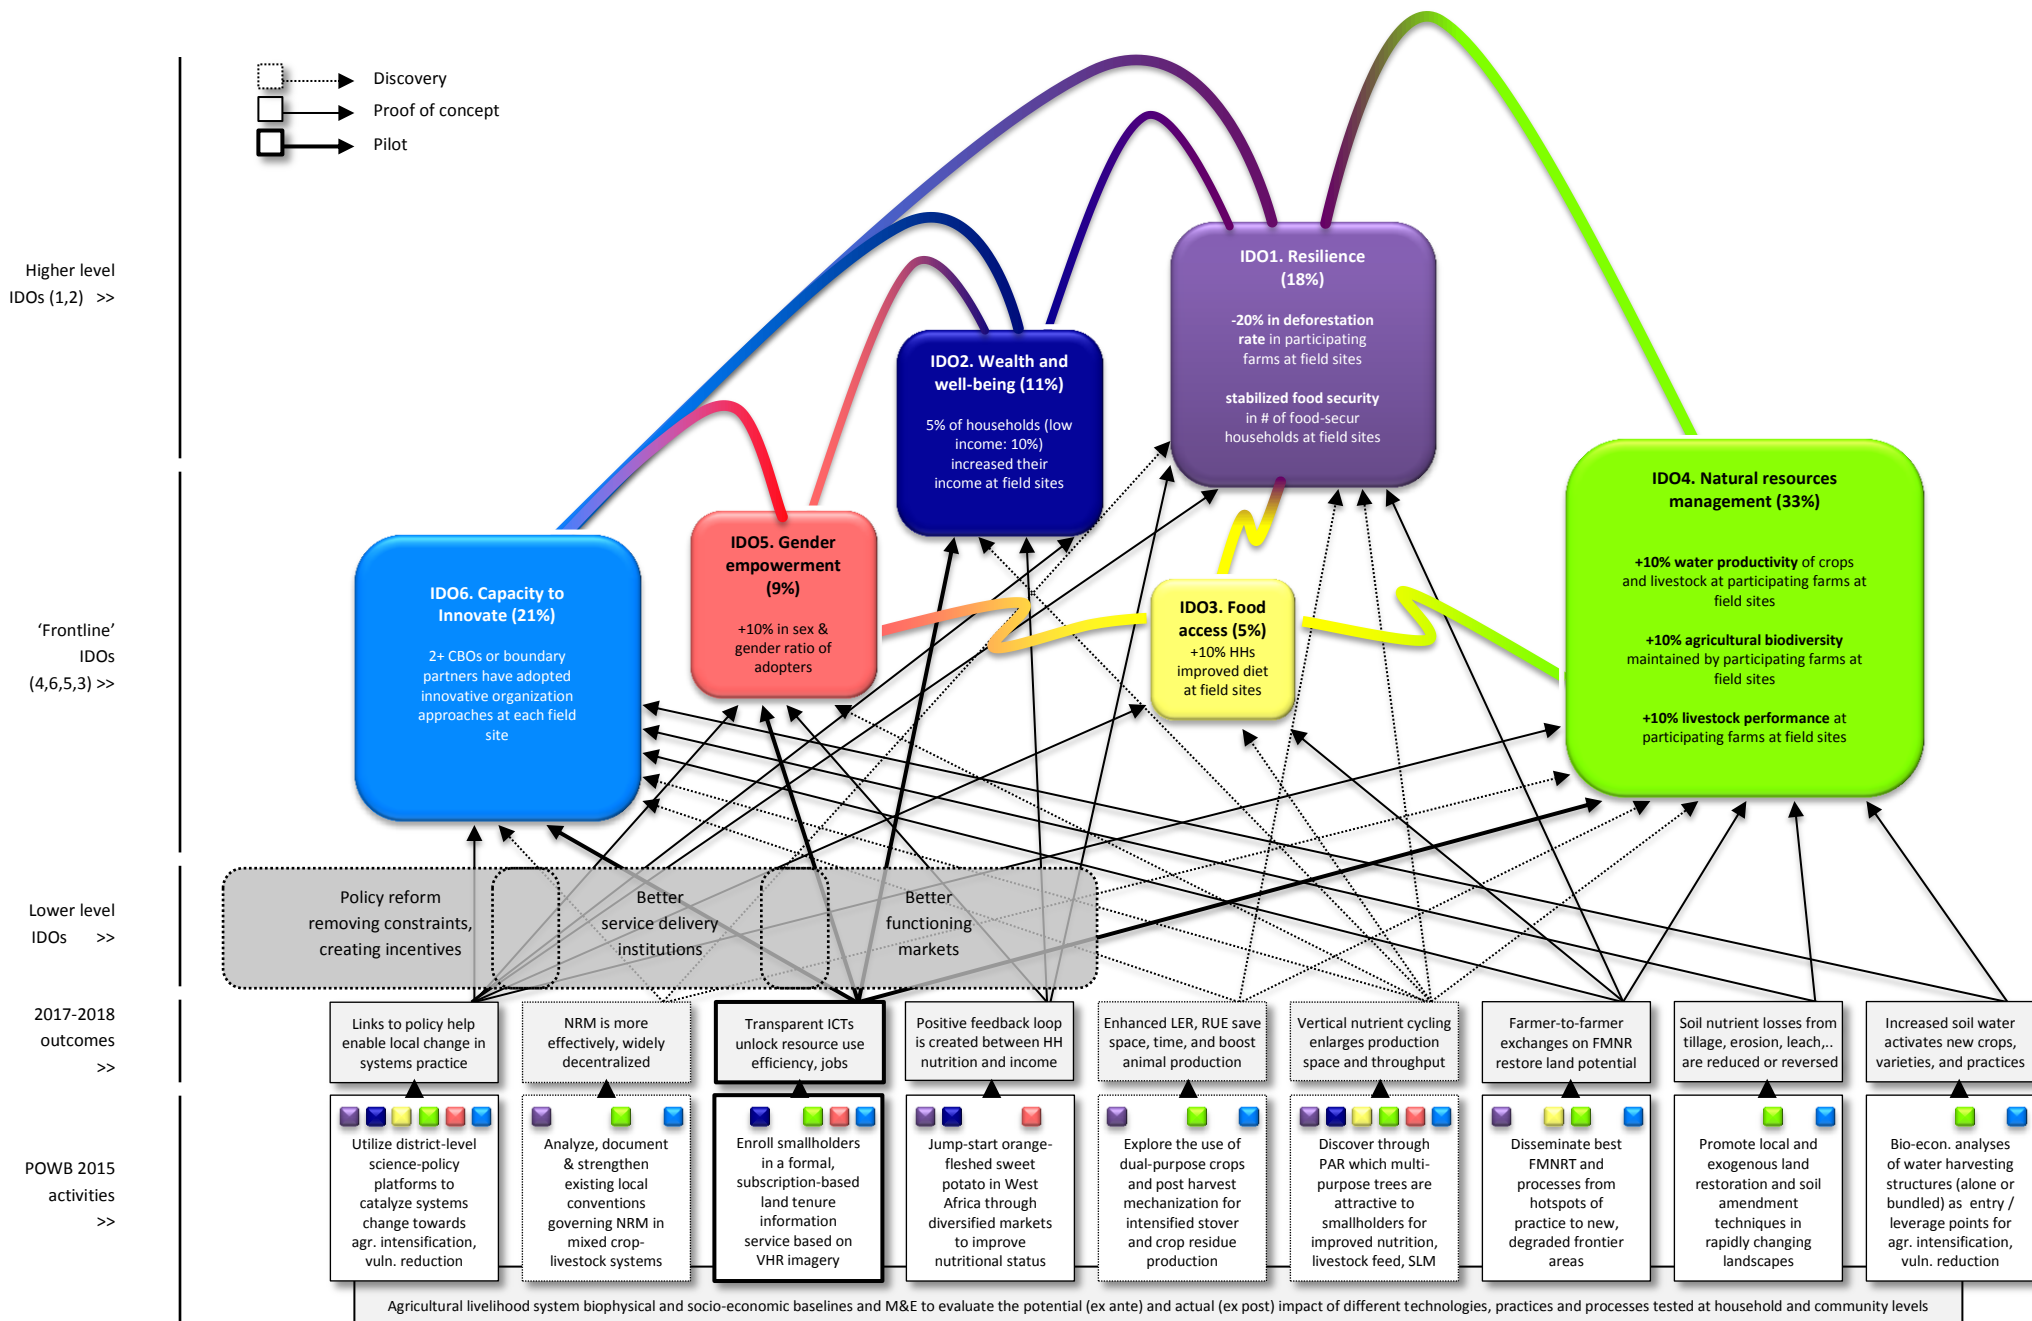 Discovery
Proof of concept
Pilot
Higher level
IDOs (1,2) >>
IDO1. Resilience
(18%)
-20% in deforestation
rate in participating
farms at field sites
stabilized food security
in # of food-secur
households at field sites
IDO2. Wealth and
well-being (11%)
5% of households (low
income: 10%)
increased their
income at field sites
‘Frontline’
IDOs
(4,6,5,3) >>
IDO4. Natural resources
management (33%)
+10% water productivity of crops
and livestock at participating farms at
field sites
+10% agricultural biodiversity
maintained by participating farms at
field sites
+10% livestock performance at
participating farms at field sites
IDO5. Gender
empowerment
(9%)
+10% in sex &
gender ratio of
adopters
IDO6. Capacity to
Innovate (21%)
2+ CBOs or boundary
partners have adopted
innovative organization
approaches at each field
site
IDO3. Food
access (5%)
+10% HHs
improved diet
at field sites
Lower level
IDOs >>
Policy reform
removing constraints,
creating incentives
Better
service delivery
institutions
Better
functioning
markets
2017-2018
outcomes
>>
Links to policy help
enable local change in
systems practice
NRM is more
effectively, widely
decentralized
Transparent ICTs
unlock resource use
efficiency, jobs
Positive feedback loop
is created between HH
nutrition and income
Enhanced LER, RUE save
space, time, and boost
animal production
Vertical nutrient cycling
enlarges production
space and throughput
Farmer-to-farmer
exchanges on FMNR
restore land potential
Soil nutrient losses from
tillage, erosion, leach,..
are reduced or reversed
Increased soil water
activates new crops,
varieties, and practices
POWB 2015
activities
>>
Utilize district-level
science-policy
platforms to
catalyze systems
change towards
agr. intensification,
vuln. reduction
Analyze, document
& strengthen
existing local
conventions
governing NRM in
mixed crop-
livestock systems
Enroll smallholders
in a formal,
subscription-based
land tenure
information
service based on
VHR imagery
Jump-start orange-
fleshed sweet
potato in West
Africa through
diversified markets
to improve
nutritional status
Explore the use of
dual-purpose crops
and post harvest
mechanization for
intensified stover
and crop residue
production
Discover through
PAR which multi-
purpose trees are
attractive to
smallholders for
improved nutrition,
livestock feed, SLM
Disseminate best
FMNRT and
processes from
hotspots of
practice to new,
degraded frontier
areas
Promote local and
exogenous land
restoration and soil
amendment
techniques in
rapidly changing
landscapes
Bio-econ. analyses
of water harvesting
structures (alone or
bundled) as entry /
leverage points for
agr. intensification,
vuln. reduction
Agricultural livelihood system biophysical and socio-economic baselines and M&E to evaluate the potential (ex ante) and actual (ex post) impact of different technologies, practices and processes tested at household and community levels